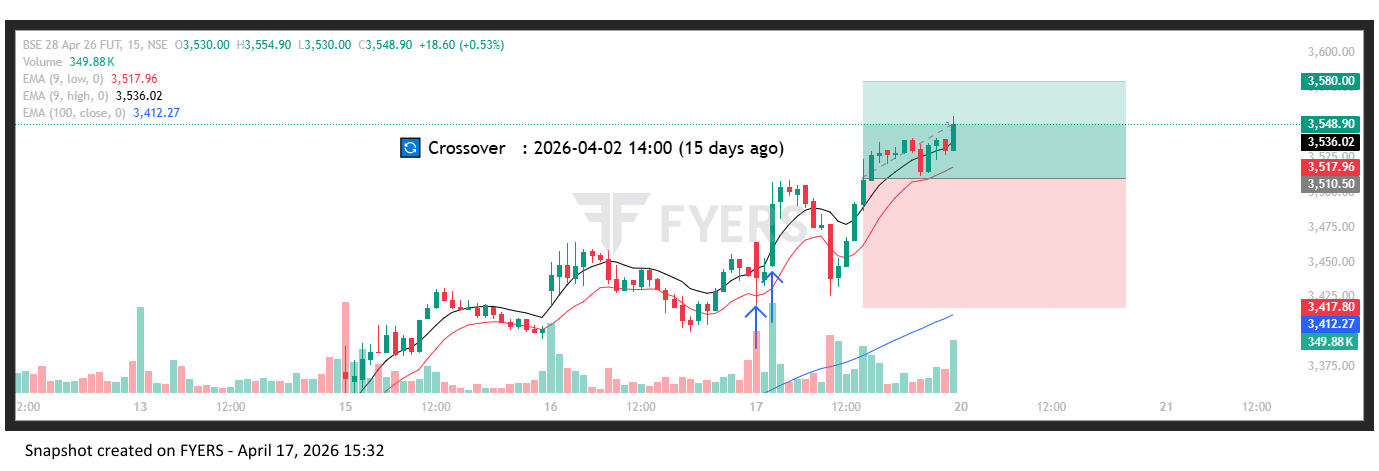 BSE 28 Apr 26 FUT, 15, NSE O3,530.00 H3,554.90 L3,530.00 C3,548.90 +18.60 (+0.53%)
Volume 349.88K
EMA (9, low, 0) 3,517.96
EMA (9, high, 0) 3,536.02
EMA (100, close, 0) 3,412.27
Crossover : 2026-04-02 14:00 (15 days ago)
FYERS
3,600.00
3,580.00
3,548.90
3,536.02
3,525.00
3,517.96
3,510.50
3,475.00
3,450.00
3,425.00
3,417.80
3,412.27
349.88K
3,375.00
2:00 13 12:00 15 12:00 16 12:00 17 12:00 20 12:00 21 12:00
Snapshot created on FYERS - April 17, 2026 15:32